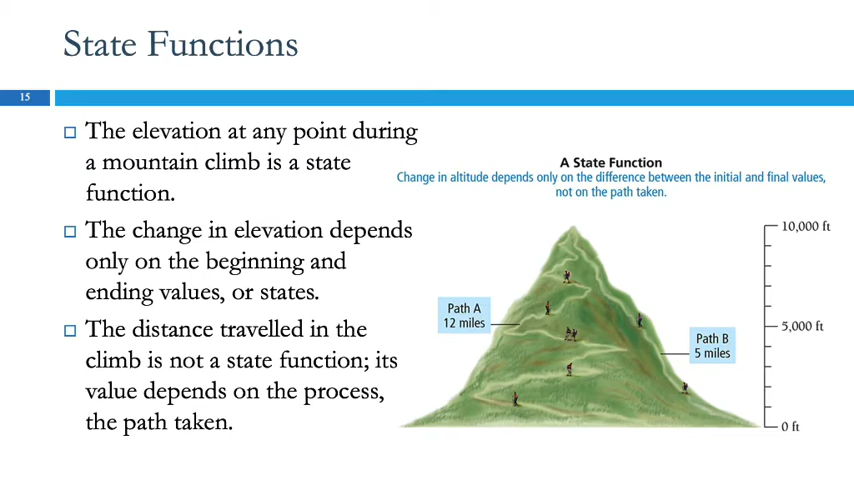 State Functions
15
The elevation at any point during
a mountain climb is a state
function.
The change in elevation depends
only on the beginning and
ending values, or states.
The distance travelled in the
climb is not a state function; its
value depends on the process,
the path taken.
A State Function
Change in altitude depends only on the difference between the initial and final values,
not on the path taken.
10,000 ft
Path A
12 miles
5,000 ft
Path B
5 miles
0 ft